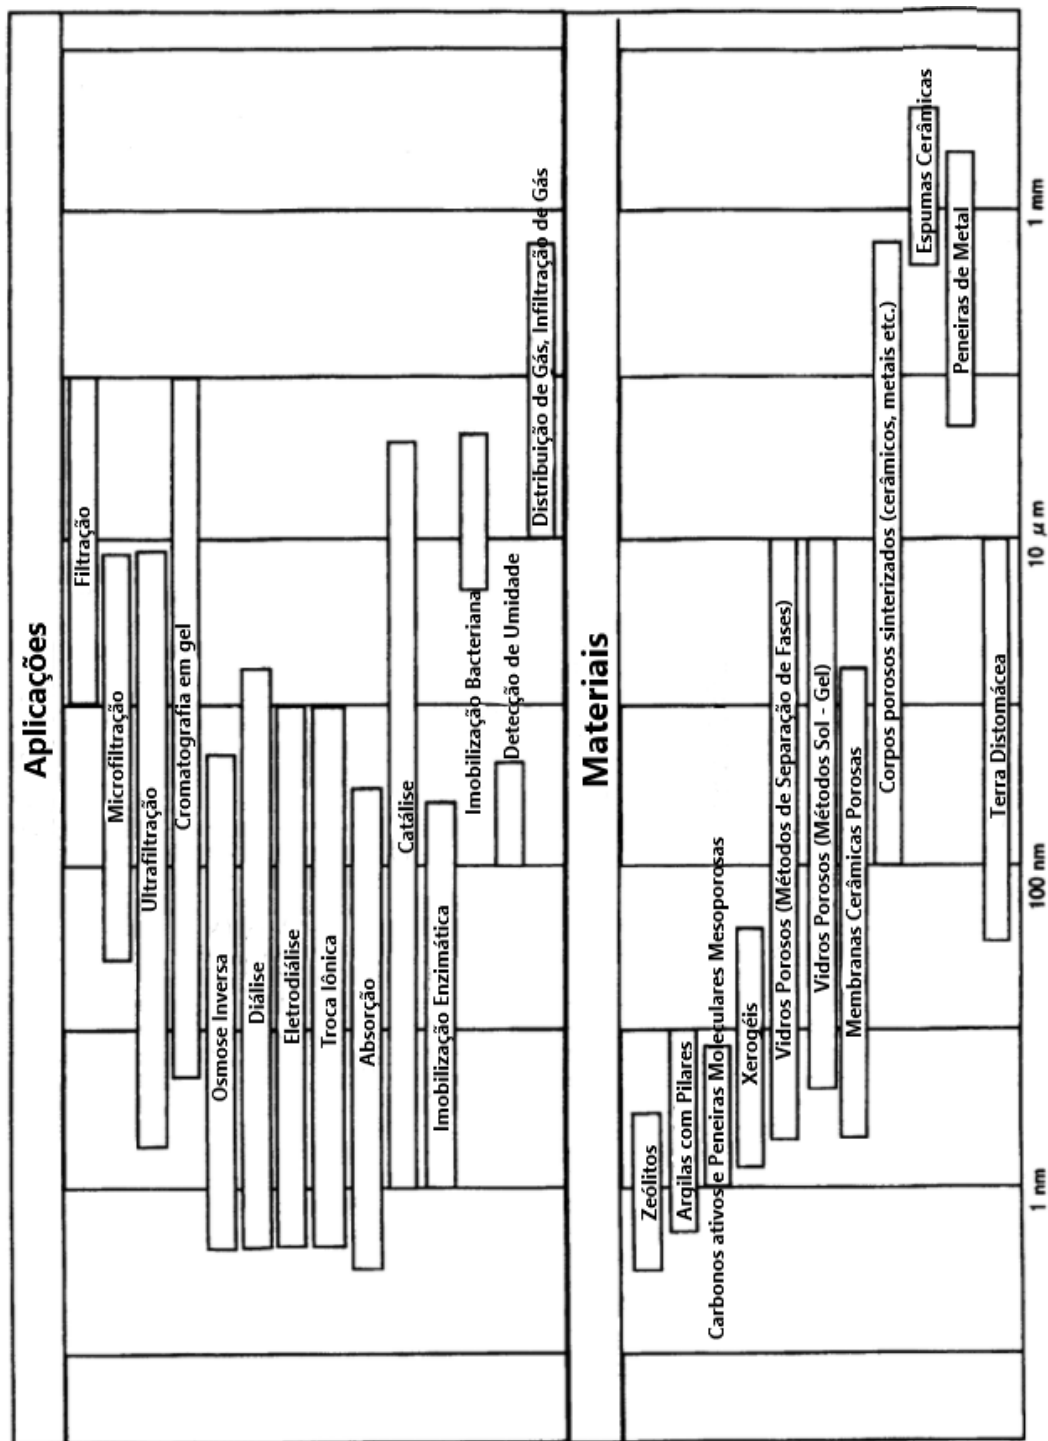 Aplicações
Filtração
Microfiltração
Ultrafiltração
Cromatografia em gel
Osmose Inversa
Diálise
Eletrodiálise
Troca Iônica
Absorção
Catálise
Imobilização Enzimática
Imobilização Bacteriana
Detecção de Umidade
Distribuição de Gás, Infiltração de Gás
Materiais
Zeólitos
Argilas com Pilares
Carbonos ativos e Peneiras Moleculares Mesoporosas
Xerogéis
Vidros Porosos (Métodos de Separação de Fases)
Vidros Porosos (Métodos Sol - Gel)
Membranas Cerâmicas Porosas
Corpos porosos sinterizados (cerâmicos, metais etc.)
Espumas Cerâmicas
Peneiras de Metal
Terra Distomácea
1 nm
100 nm
10 μm
1 mm